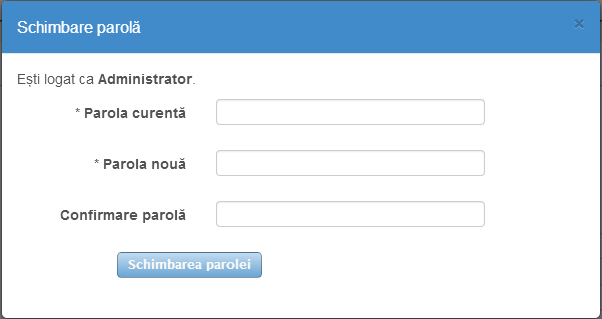 Schimbare parolă
×
Ești logat ca Administrator.
* Parola curentă
* Parola nouă
Confirmare parolă
Schimbarea parolei